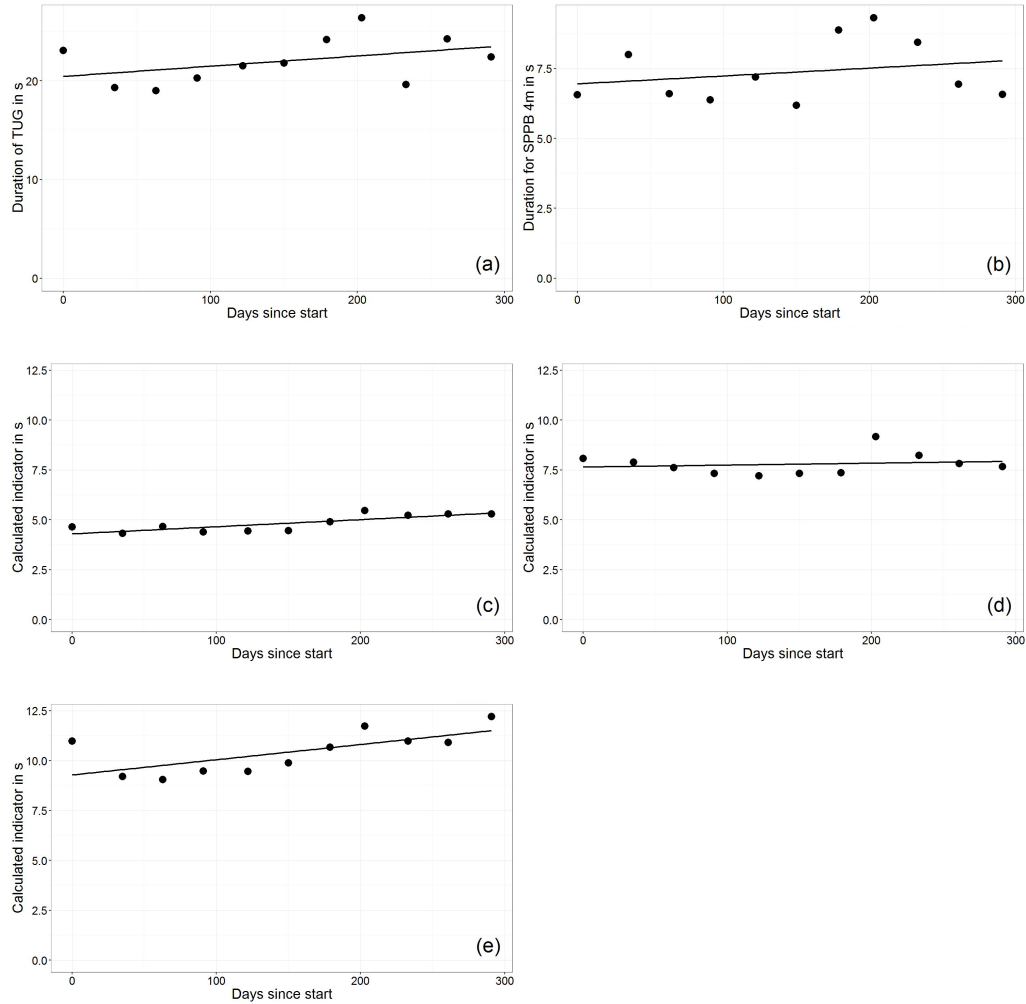 Duration of TUG in s
20
10
0
0 100 200 300
Days since start
(a)
Duration for SPPB 4m in s
7.5
5.0
2.5
0.0
0 100 200 300
Days since start
(b)
Calculated indicator in s
12.5
10.0
7.5
5.0
2.5
0.0
0 100 200 300
Days since start
(c)
Calculated indicator in s
12.5
10.0
7.5
5.0
2.5
0.0
0 100 200 300
Days since start
(d)
Calculated indicator in s
12.5
10.0
7.5
5.0
2.5
0.0
0 100 200 300
Days since start
(e)